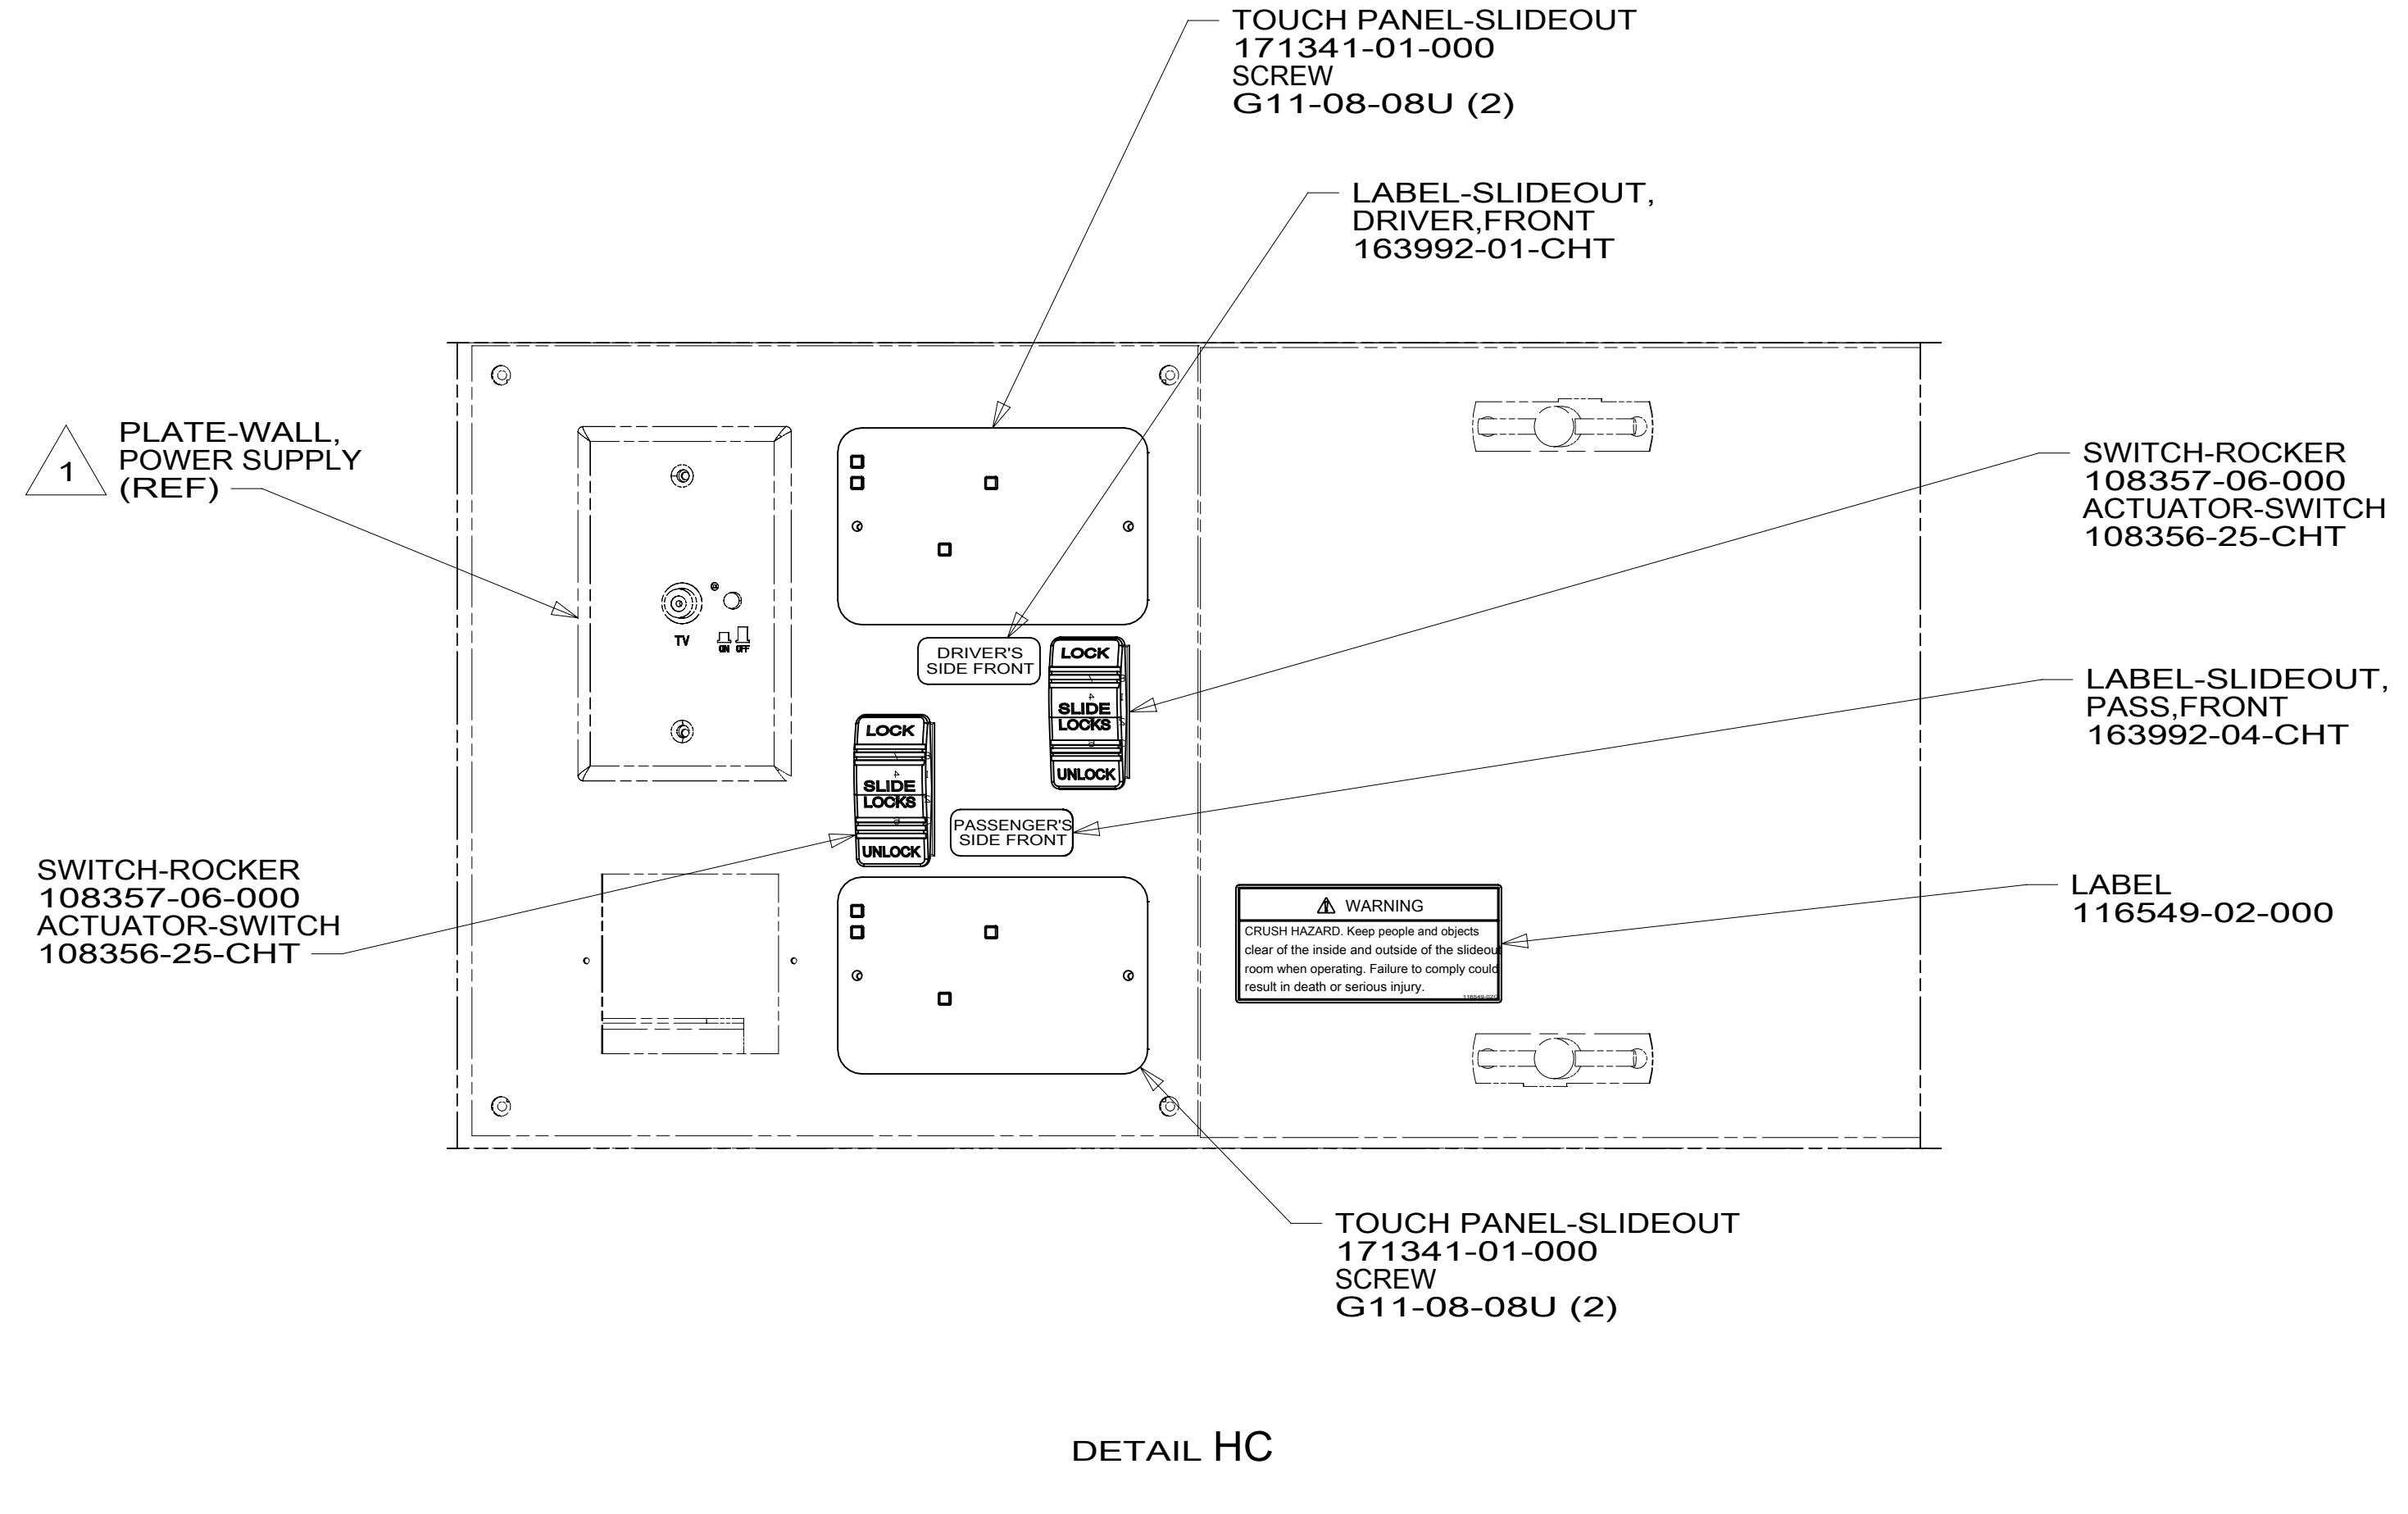 TOUCH PANEL-SLIDEOUT
171341-01-000
SCREW
G11-08-08U (2)
LABEL-SLIDEOUT,
DRIVER,FRONT
163992-01-CHT
1
PLATE-WALL,
POWER SUPPLY
(REF)
SWITCH-ROCKER
108357-06-000
ACTUATOR-SWITCH
108356-25-CHT
TV
ON OFF
DRIVER'S
SIDE FRONT
LOCK
SLIDE
LOCKS
UNLOCK
LABEL-SLIDEOUT,
PASS,FRONT
163992-04-CHT
LOCK
SLIDE
LOCKS
UNLOCK
PASSENGER'S
SIDE FRONT
SWITCH-ROCKER
108357-06-000
ACTUATOR-SWITCH
108356-25-CHT
WARNING
CRUSH HAZARD. Keep people and objects
clear of the inside and outside of the slideout
room when operating. Failure to comply could
result in death or serious injury.
LABEL
116549-02-000
TOUCH PANEL-SLIDEOUT
171341-01-000
SCREW
G11-08-08U (2)
DETAIL HC